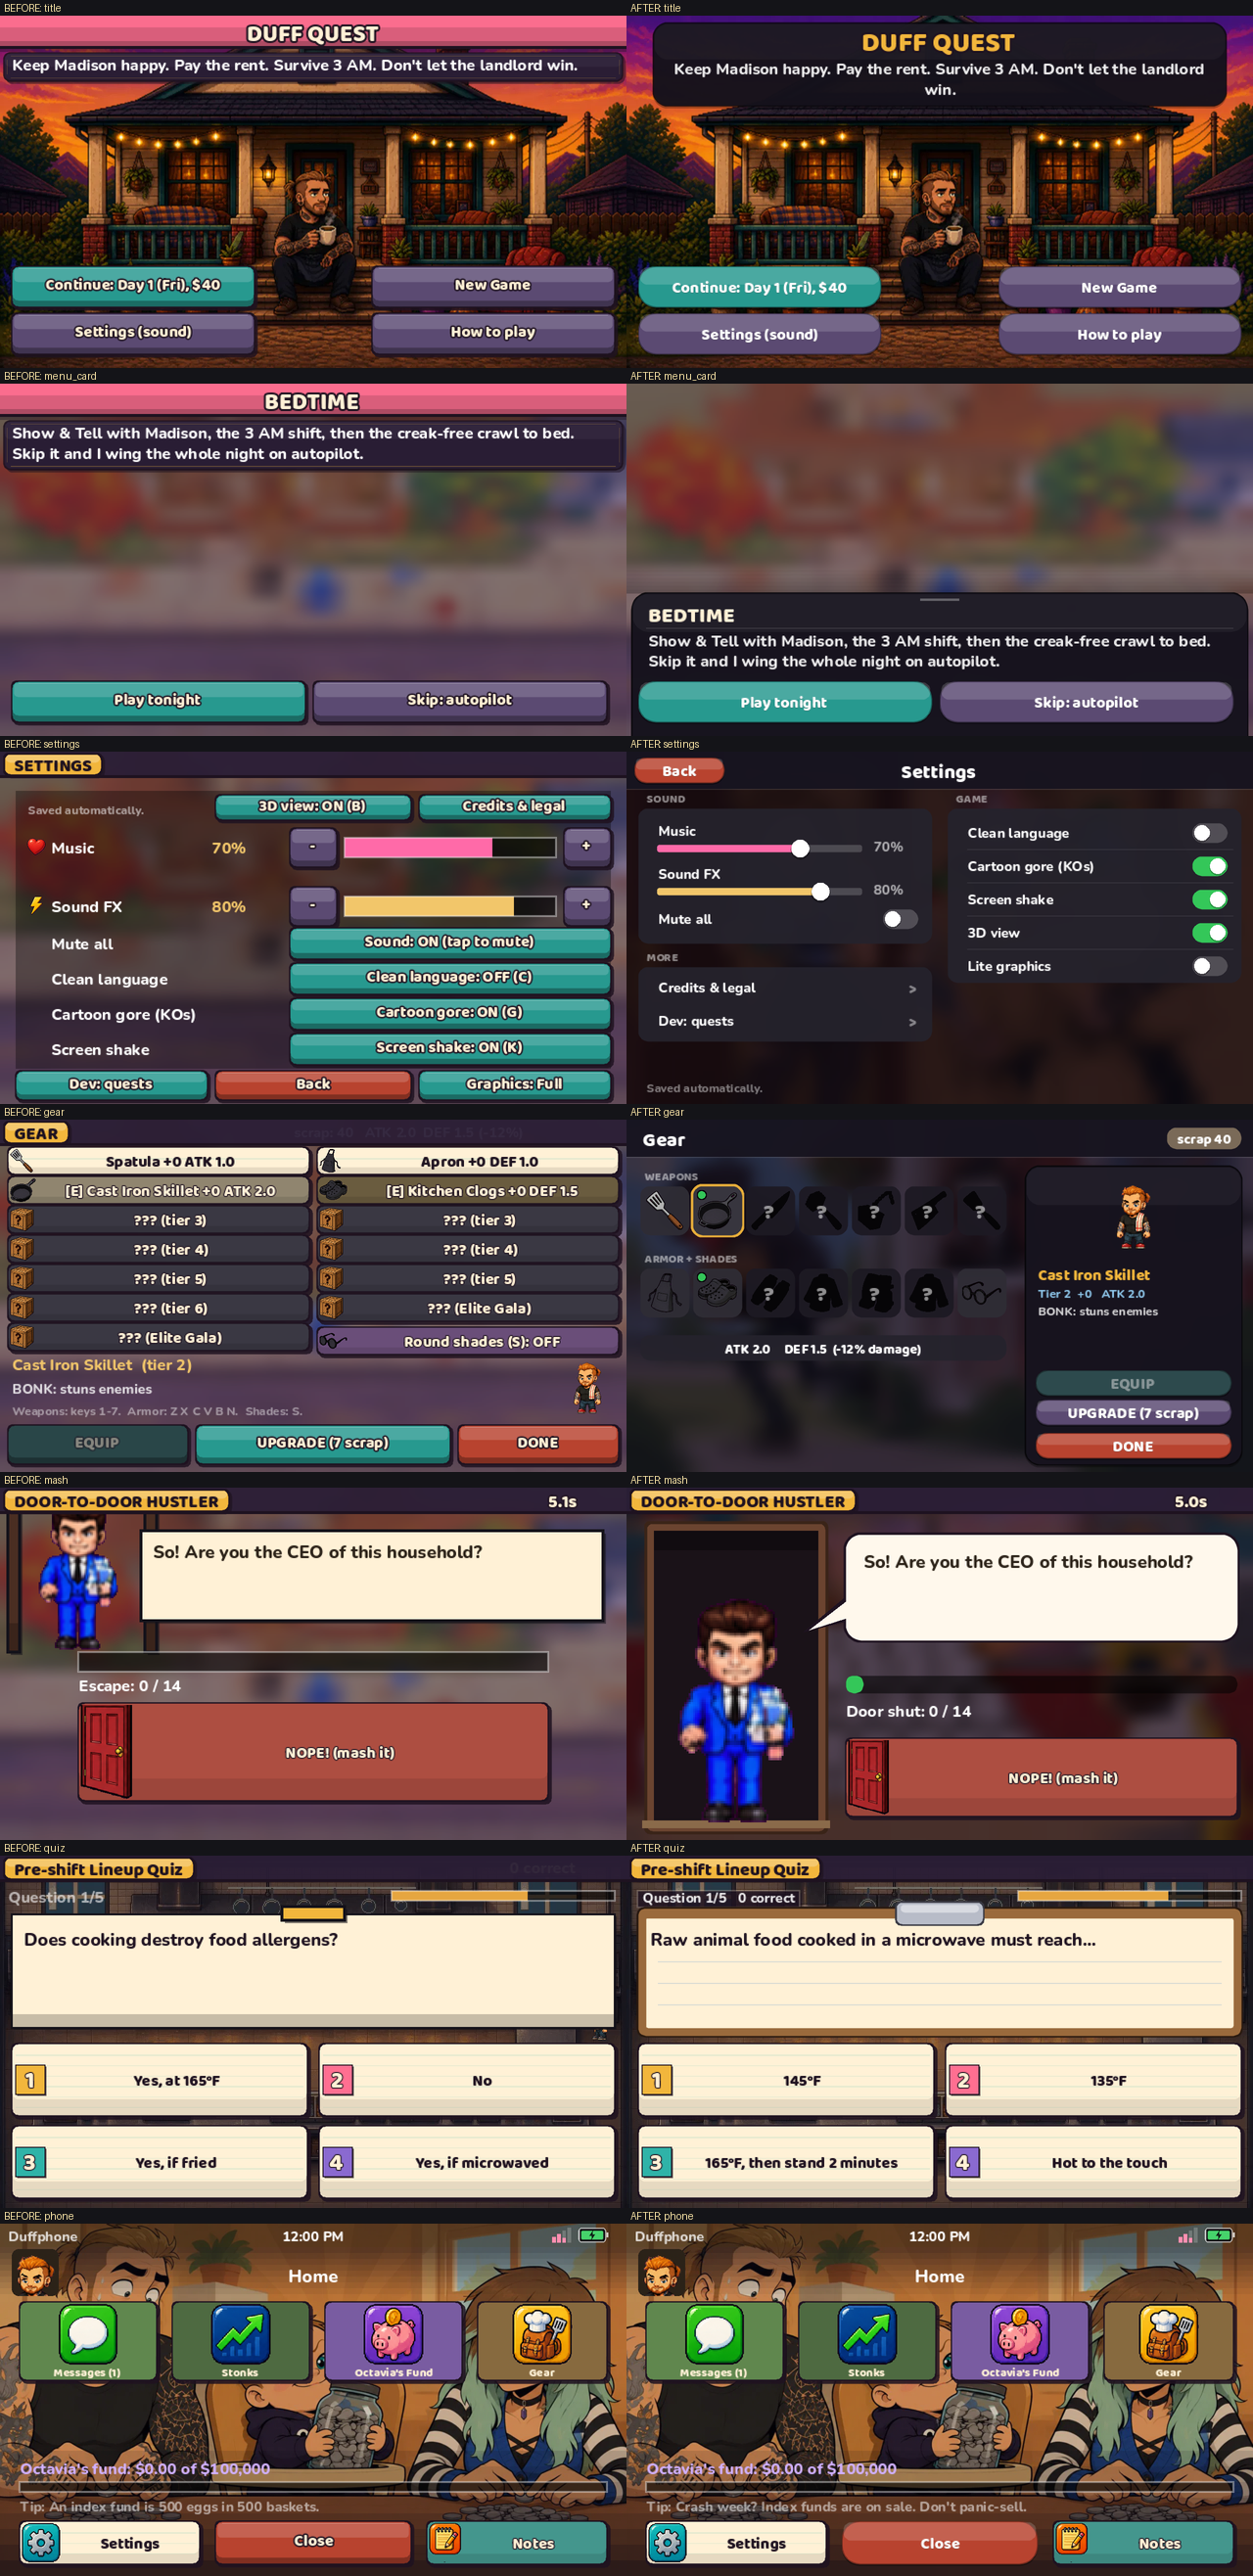 BEFORE: title
DUFF QUEST
Keep Madison happy. Pay the rent. Survive 3 AM. Don't let the landlord win.
Continue: Day 1 (Fri), $40
New Game
Settings (sound)
How to play
AFTER: title
DUFF QUEST
Keep Madison happy. Pay the rent. Survive 3 AM. Don't let the landlord
win.
Continue: Day 1 (Fri), $40
New Game
Settings (sound)
How to play
BEFORE: menu_card
BEDTIME
Show & Tell with Madison, the 3 AM shift, then the creak-free crawl to bed.
Skip it and I wing the whole night on autopilot.
Play tonight
Skip: autopilot
AFTER: menu_card
BEDTIME
Show & Tell with Madison, the 3 AM shift, then the creak-free crawl to bed.
Skip it and I wing the whole night on autopilot.
Play tonight
Skip: autopilot
BEFORE: settings
SETTINGS
Saved automatically.
3D view: ON (B)
Credits & legal
Music
70%
-
+
Sound FX
80%
-
+
Mute all
Sound: ON (tap to mute)
Clean language
Clean language: OFF (C)
Cartoon gore (KOs)
Cartoon gore: ON (G)
Screen shake
Screen shake: ON (K)
Dev: quests
Back
Graphics: Full
AFTER: settings
Back
Settings
SOUND
Music
70%
Sound FX
80%
Mute all
MORE
Credits & legal
>
Dev: quests
>
Saved automatically.
GAME
Clean language
Cartoon gore (KOs)
Screen shake
3D view
Lite graphics
BEFORE: gear
GEAR
scrap: 40 ATK 2.0 DEF 1.5 (-12%)
Spatula +0 ATK 1.0
Apron +0 DEF 1.0
[E] Cast Iron Skillet +0 ATK 2.0
[E] Kitchen Clogs +0 DEF 1.5
??? (tier 3)
??? (tier 3)
??? (tier 4)
??? (tier 4)
??? (tier 5)
??? (tier 5)
??? (tier 6)
??? (Elite Gala)
??? (Elite Gala)
Round shades (S): OFF
Cast Iron Skillet (tier 2)
BONK: stuns enemies
Weapons: keys 1-7. Armor: Z X C V B N. Shades: S.
EQUIP
UPGRADE (7 scrap)
DONE
AFTER: gear
Gear
scrap 40
WEAPONS
? ? ? ? ?
ARMOR + SHADES
? ? ? ?
ATK 2.0 DEF 1.5 (-12% damage)
Cast Iron Skillet
Tier 2 +0 ATK 2.0
BONK: stuns enemies
EQUIP
UPGRADE (7 scrap)
DONE
BEFORE: mash
DOOR-TO-DOOR HUSTLER
5.1s
So! Are you the CEO of this household?
Escape: 0 / 14
NOPE! (mash it)
AFTER: mash
DOOR-TO-DOOR HUSTLER
5.0s
So! Are you the CEO of this household?
Door shut: 0 / 14
NOPE! (mash it)
BEFORE: quiz
Pre-shift Lineup Quiz
0 correct
Question 1/5
Does cooking destroy food allergens?
1 Yes, at 165°F
2 No
3 Yes, if fried
4 Yes, if microwaved
AFTER: quiz
Pre-shift Lineup Quiz
Question 1/5 0 correct
Raw animal food cooked in a microwave must reach...
1 145°F
2 135°F
3 165°F, then stand 2 minutes
4 Hot to the touch
BEFORE: phone
Duffphone
12:00 PM
Home
Messages (1)
Stonks
Octavia's Fund
Gear
Octavia's fund: $0.00 of $100,000
Tip: An index fund is 500 eggs in 500 baskets.
Settings
Close
Notes
AFTER: phone
Duffphone
12:00 PM
Home
Messages (1)
Stonks
Octavia's Fund
Gear
Octavia's fund: $0.00 of $100,000
Tip: Crash week? Index funds are on sale. Don't panic-sell.
Settings
Close
Notes